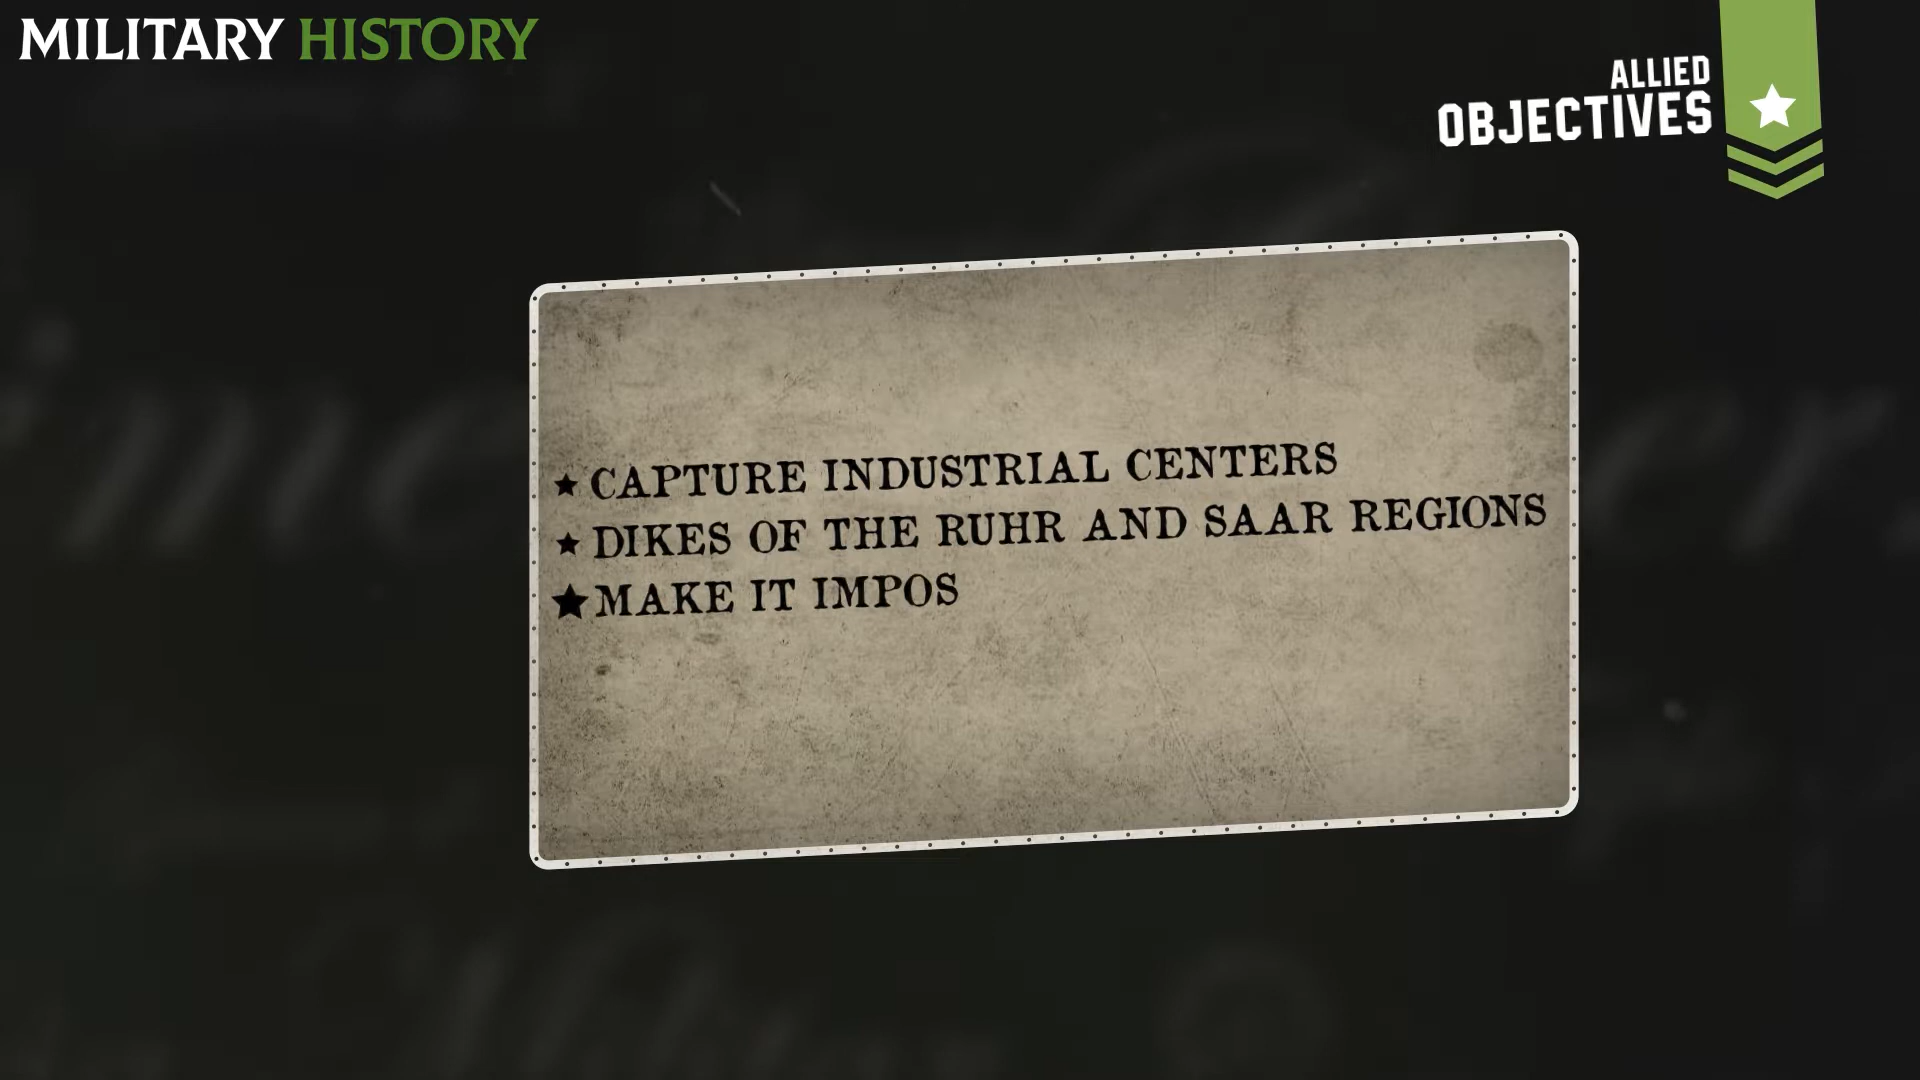 MILITARY HISTORY
ALLIED
OBJECTIVES
CAPTURE INDUSTRIAL CENTERS
DIKES OF THE RUHR AND SAAR REGIONS
MAKE IT IMPOS